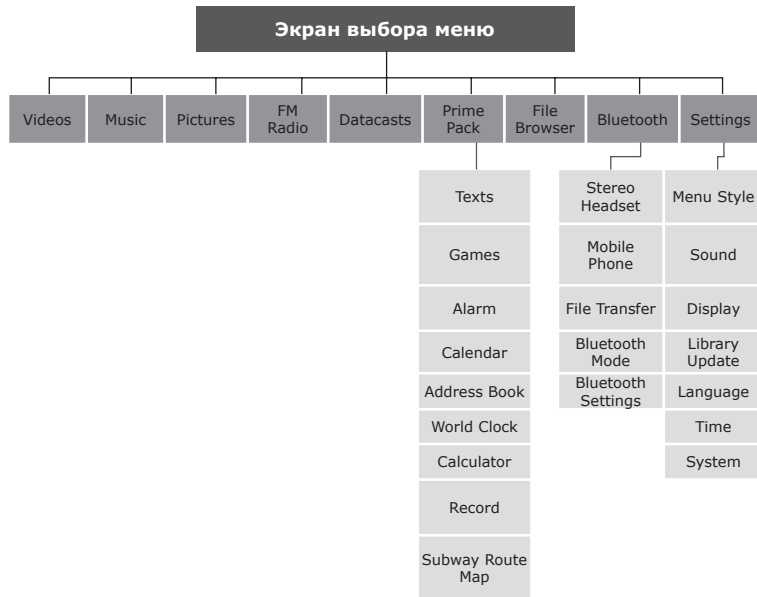 Экран выбора меню
Videos
Music
Pictures
FM
Radio
Datacasts
Prime
Pack
File
Browser
Bluetooth
Settings
Texts
Games
Alarm
Calendar
Address Book
World Clock
Calculator
Record
Subway Route
Map
Stereo
Headset
Mobile
Phone
File Transfer
Bluetooth
Mode
Bluetooth
Settings
Menu Style
Sound
Display
Library
Update
Language
Time
System